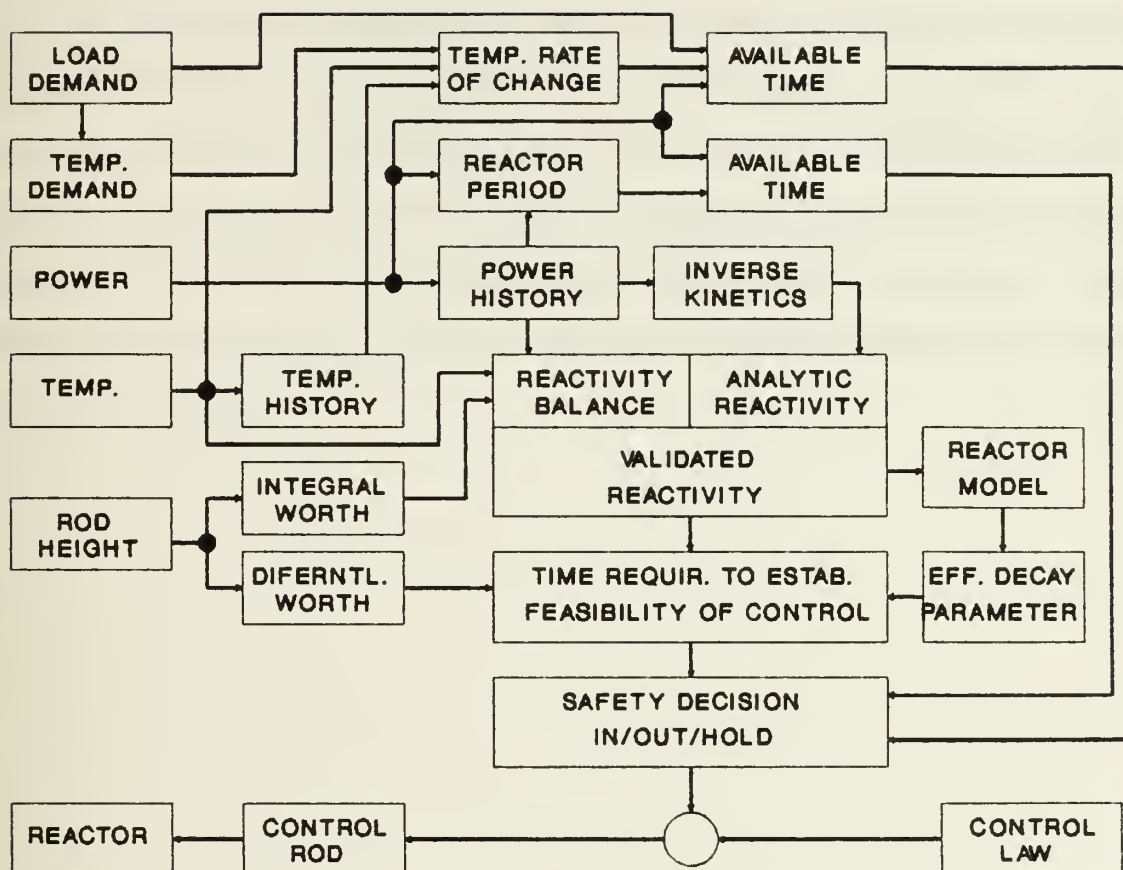 LOAD
DEMAND
TEMP. RATE
OF CHANGE
AVAILABLE
TIME
TEMP.
DEMAND
REACTOR
PERIOD
AVAILABLE
TIME
POWER
POWER
HISTORY
INVERSE
KINETICS
TEMP.
TEMP.
HISTORY
REACTIVITY
BALANCE
ANALYTIC
REACTIVITY
VALIDATED
REACTIVITY
REACTOR
MODEL
ROD
HEIGHT
INTEGRAL
WORTH
DIFERNTL.
WORTH
TIME REQUIR. TO ESTAB.
FEASIBILITY OF CONTROL
EFF. DECAY
PARAMETER
SAFETY DECISION
IN/OUT/HOLD
REACTOR
CONTROL
ROD
CONTROL
LAW